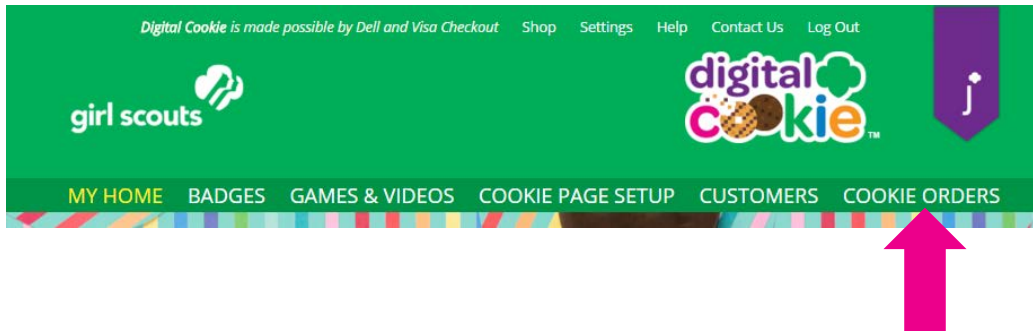 Digital Cookie is made possible by Dell and Visa Checkout Shop Settings Help Contact Us Log Out
girl scouts
digital
cookie TM
j
MY HOME BADGES GAMES & VIDEOS COOKIE PAGE SETUP CUSTOMERS COOKIE ORDERS